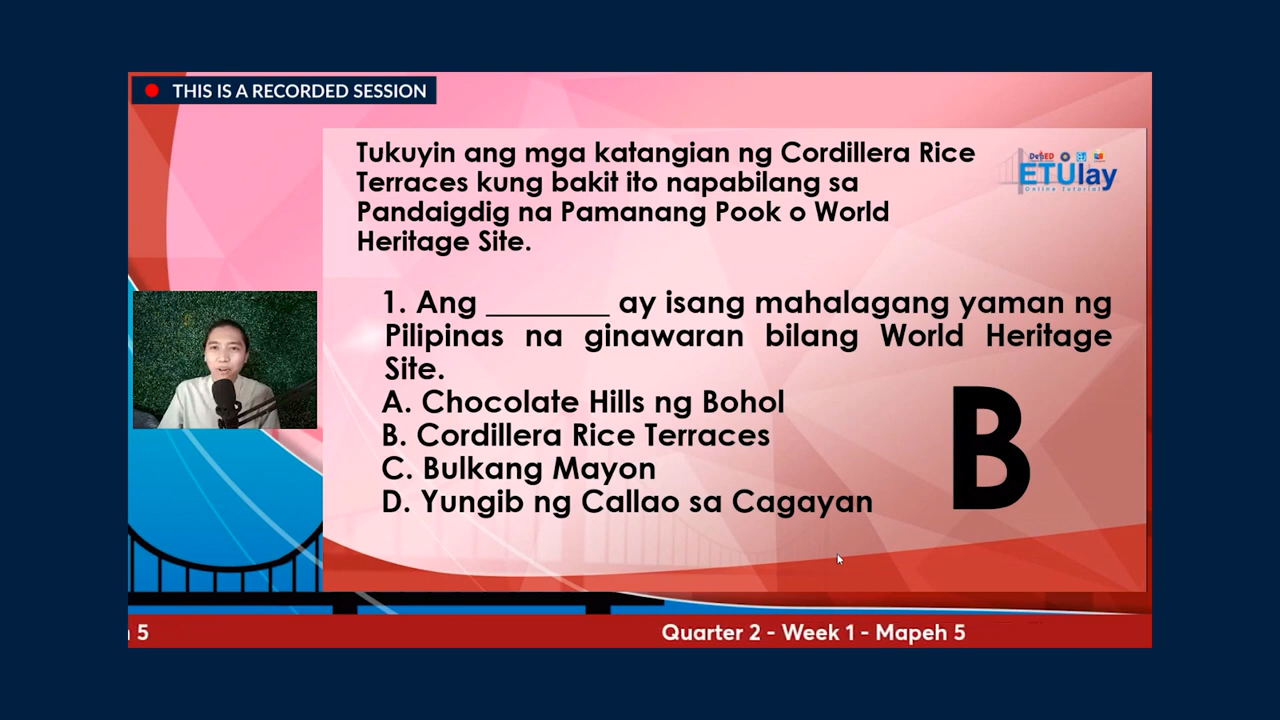 THIS IS A RECORDED SESSION
Tukuyin ang mga katangian ng Cordillera Rice
Terraces kung bakit ito napabilang sa
Pandaigdig na Pamanang Pook o World
Heritage Site.
DepED
ETUlay
Online Tutorial
1. Ang ________ ay isang mahalagang yaman ng
Pilipinas na ginawaran bilang World Heritage
Site.
A. Chocolate Hills ng Bohol
B. Cordillera Rice Terraces
C. Bulkang Mayon
D. Yungib ng Callao sa Cagayan
B
5
Quarter 2 - Week 1 - Mapeh 5